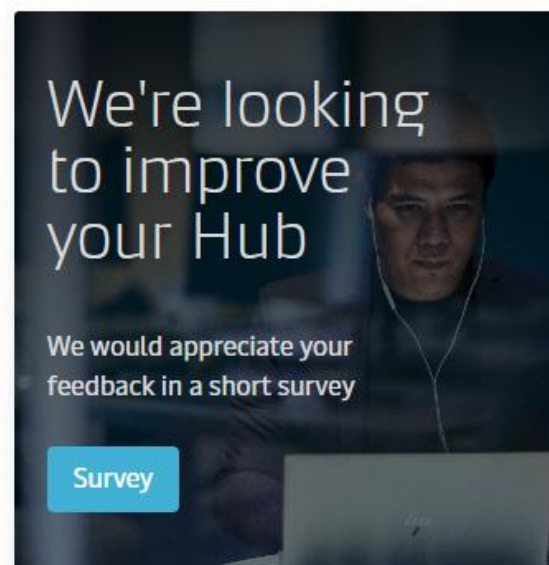 We're looking
to improve
your Hub
We would appreciate your
feedback in a short survey
Survey